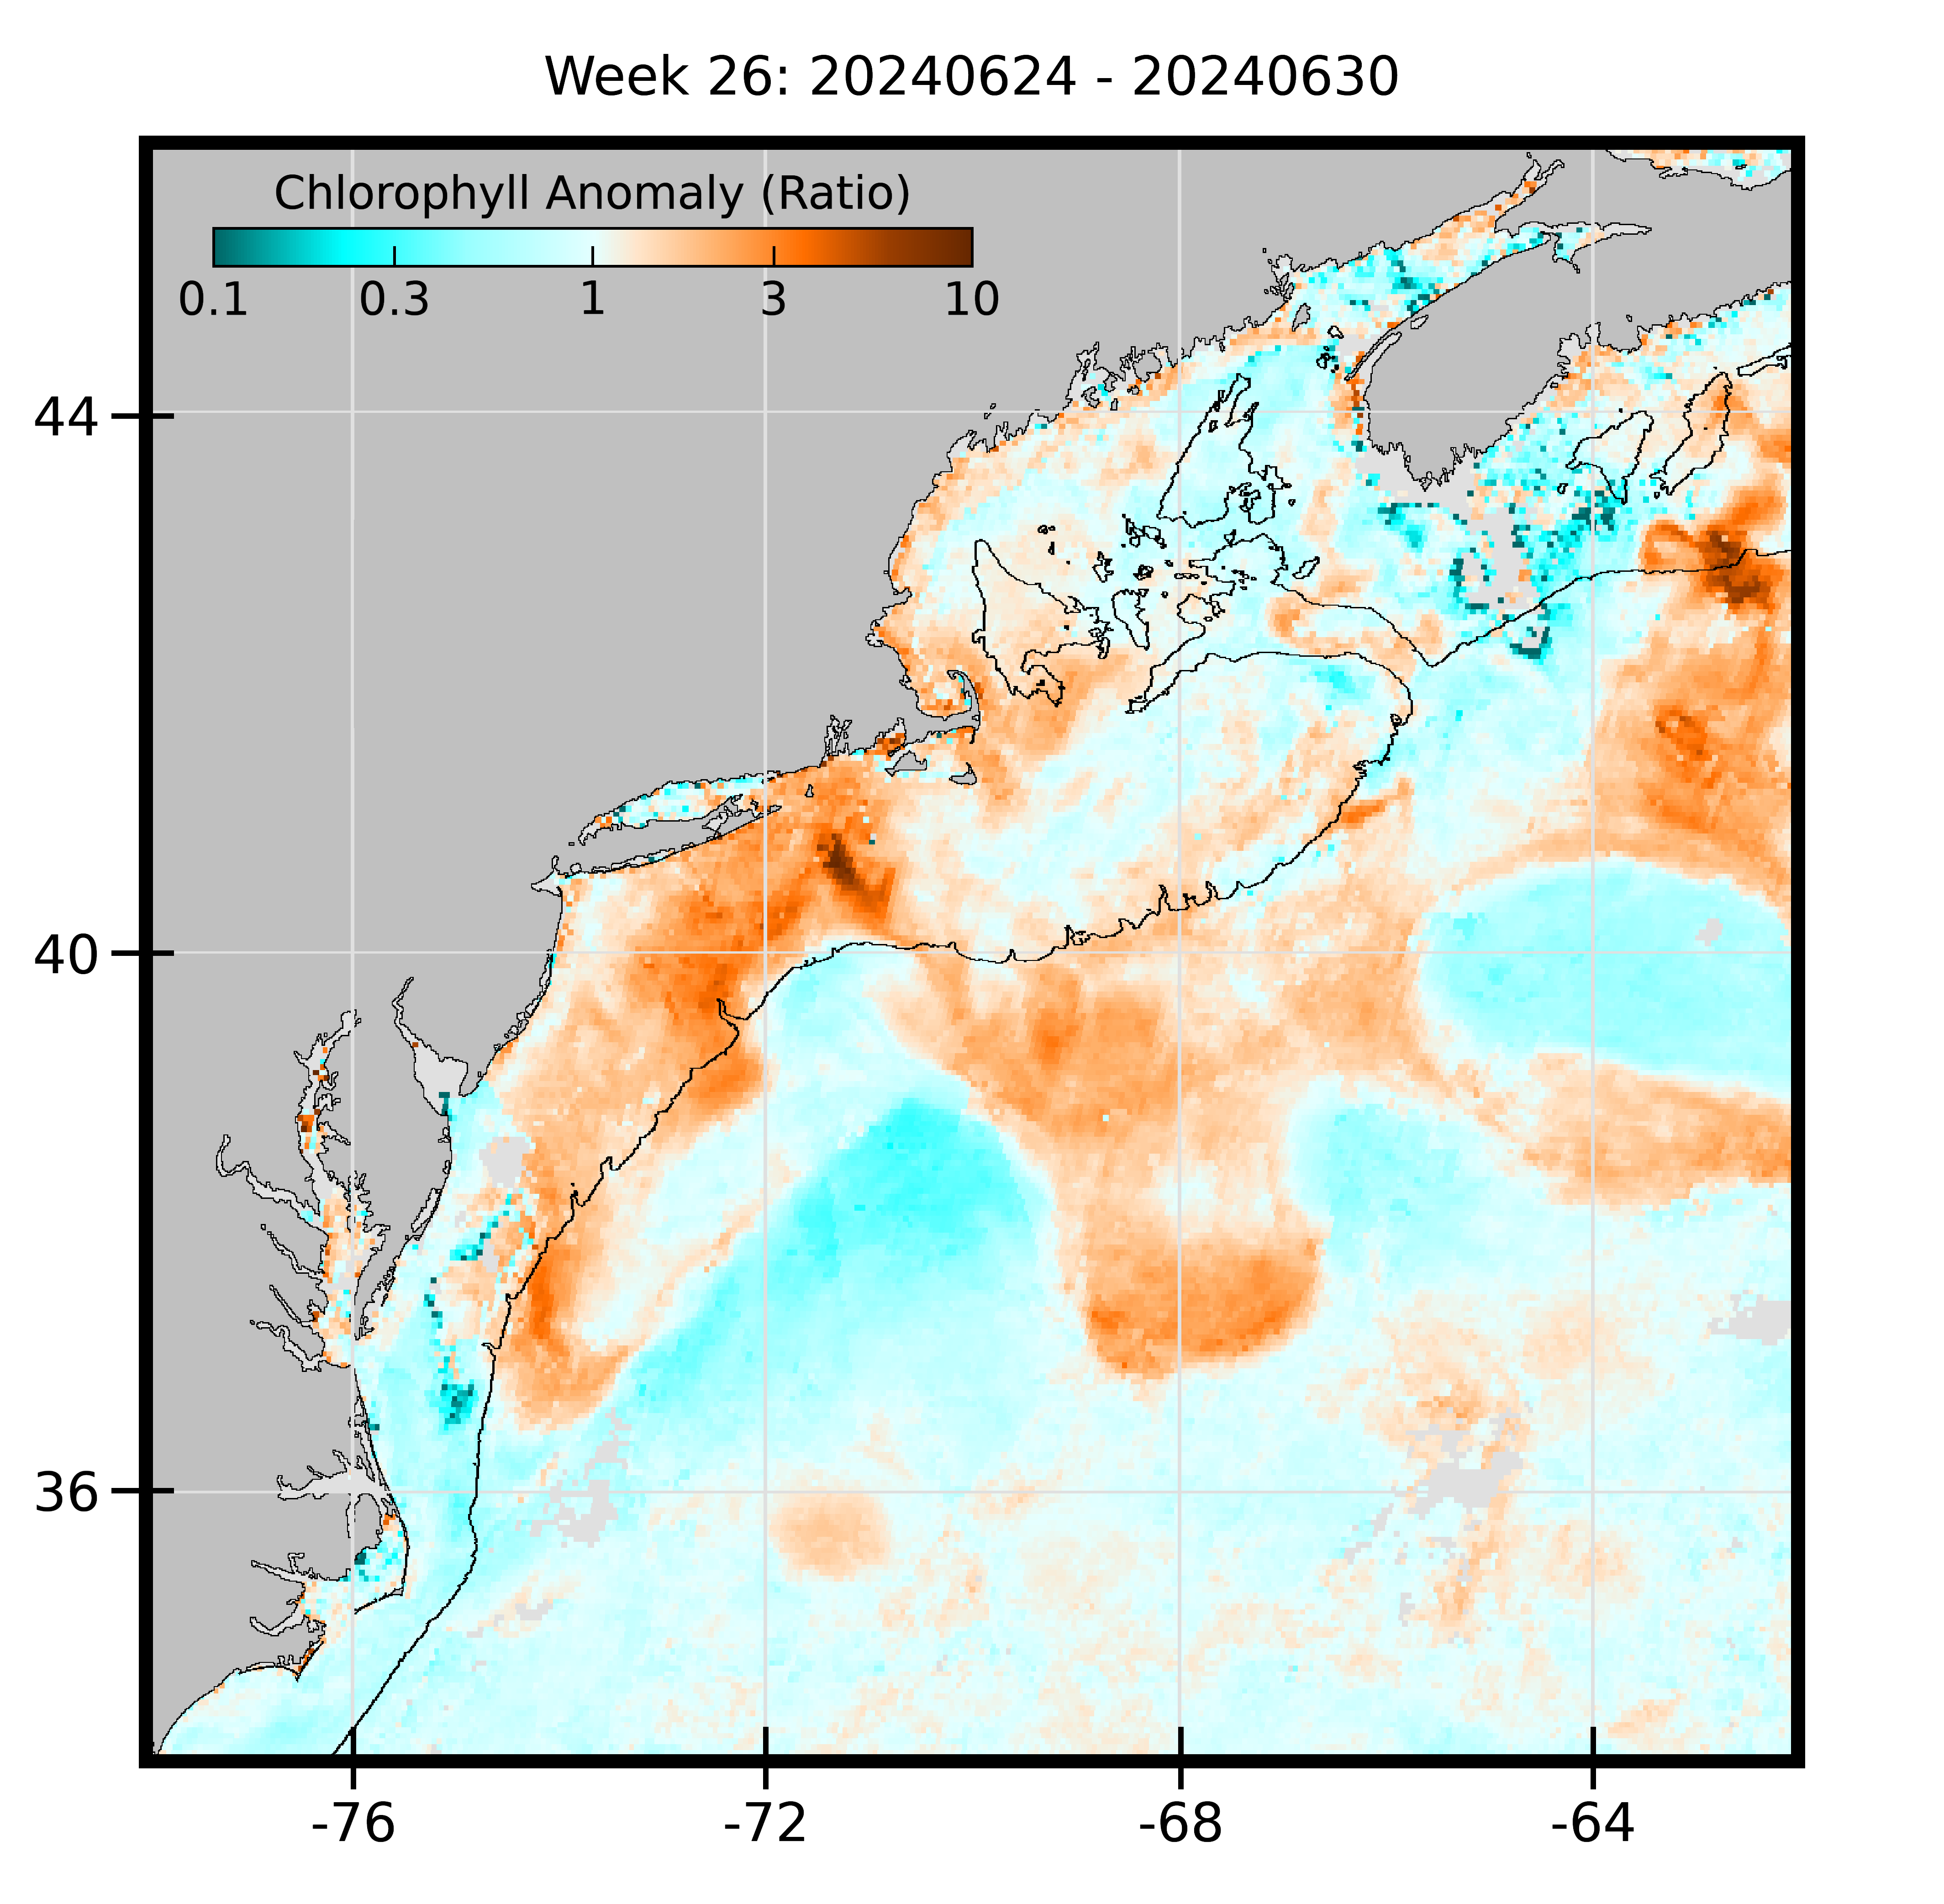 Week 26: 20240624 - 20240630
Chlorophyll Anomaly (Ratio)
0.1 0.3 1 3 10
44
40
36
-76 -72 -68 -64